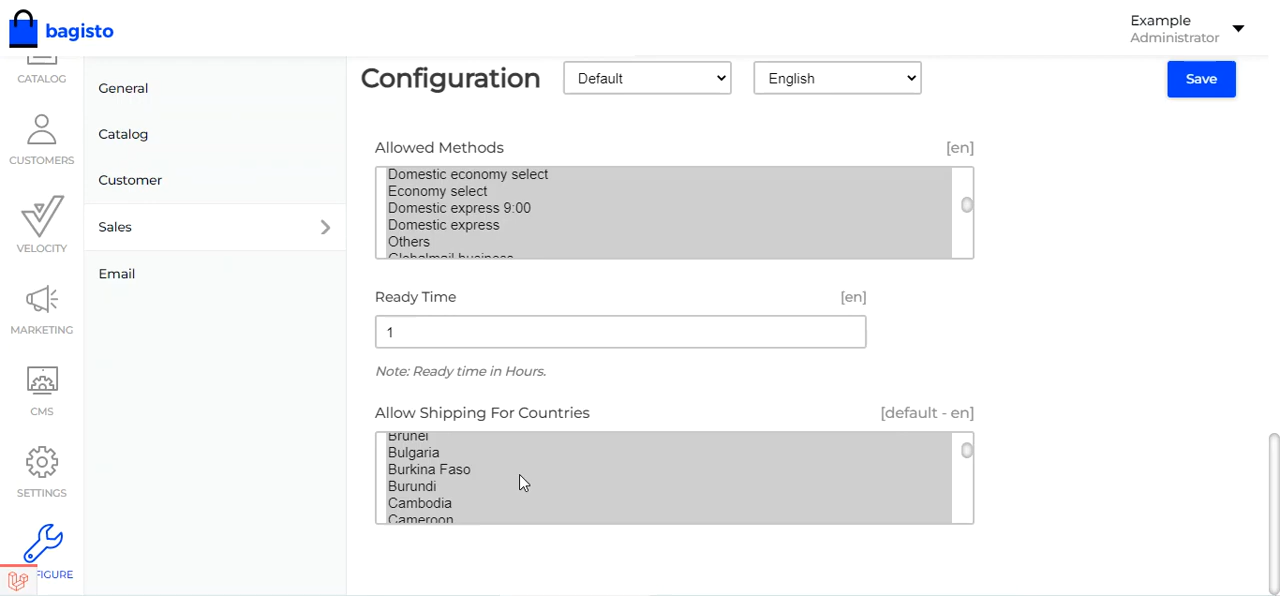 bagisto
Example
Administrator
CATALOG
CUSTOMERS
VELOCITY
MARKETING
CMS
SETTINGS
FIGURE
General
Catalog
Customer
Sales
Email
Configuration
Default
English
Save
Allowed Methods [en]
Domestic economy select
Economy select
Domestic express 9:00
Domestic express
Others
Globalmail business
Ready Time [en]
1
Note: Ready time in Hours.
Allow Shipping For Countries [default - en]
Brunei
Bulgaria
Burkina Faso
Burundi
Cambodia
Cameroon